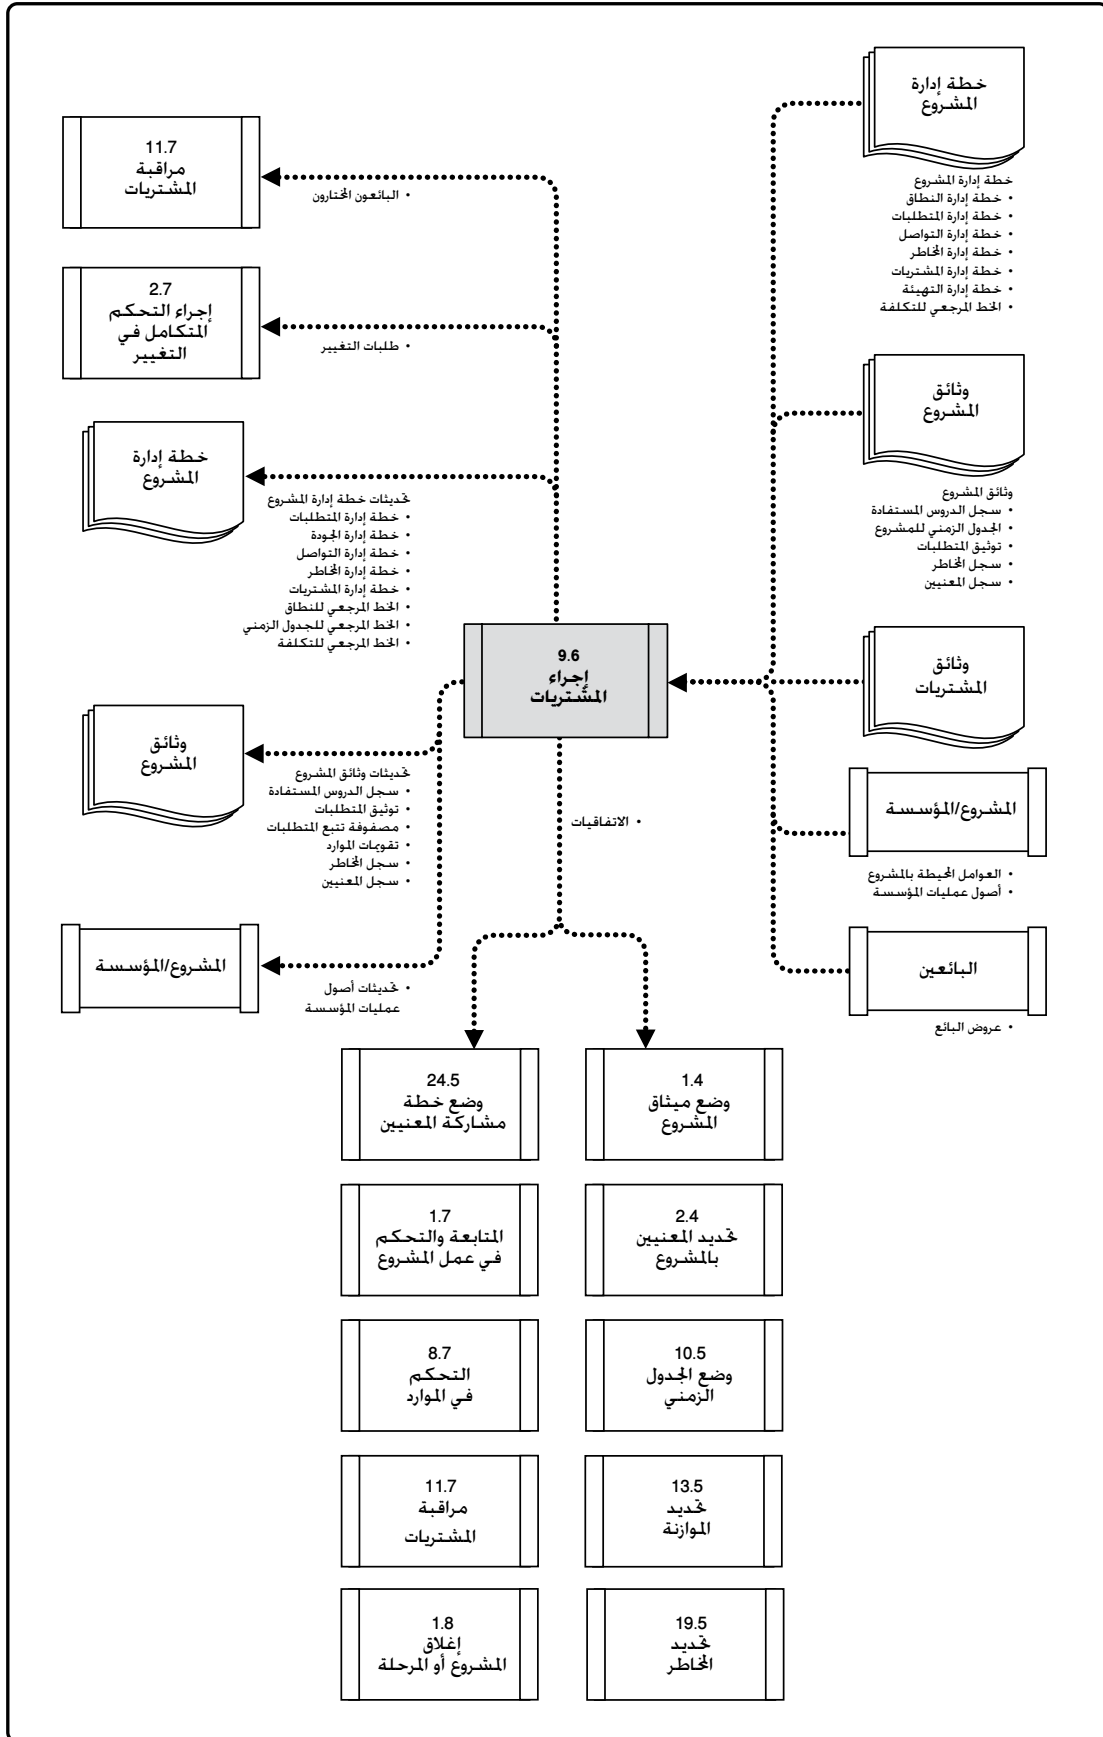 خطة إدارة
المشروع
خطة إدارة المشروع
• خطة إدارة النطاق
• خطة إدارة المتطلبات
• خطة إدارة التواصل
• خطة إدارة المخاطر
• خطة إدارة المشتريات
• خطة إدارة التهيئة
• الخط المرجعي للتكلفة
وثائق
المشروع
وثائق المشروع
• سجل الدروس المستفادة
• الجدول الزمني للمشروع
• توثيق المتطلبات
• سجل المخاطر
• سجل المعنيين
وثائق
المشتريات
المشروع/المؤسسة
• العوامل المحيطة بالمشروع
• أصول عمليات المؤسسة
البائعين
• عروض البائع
9.6
إجراء
المشتريات
11.7
مراقبة
المشتريات
• البائعون المختارون
2.7
إجراء التحكم
المتكامل في
التغيير
• طلبات التغيير
خطة إدارة
المشروع
تحديثات خطة إدارة المشروع
• خطة إدارة المتطلبات
• خطة إدارة الجودة
• خطة إدارة التواصل
• خطة إدارة المخاطر
• خطة إدارة المشتريات
• الخط المرجعي للنطاق
• الخط المرجعي للجدول الزمني
• الخط المرجعي للتكلفة
وثائق
المشروع
تحديثات وثائق المشروع
• سجل الدروس المستفادة
• توثيق المتطلبات
• مصفوفة تتبع المتطلبات
• تقويمات الموارد
• سجل المخاطر
• سجل المعنيين
المشروع/المؤسسة
• تحديثات أصول
عمليات المؤسسة
• الاتفاقيات
1.4
وضع ميثاق
المشروع
2.4
تحديد المعنيين
بالمشروع
10.5
وضع الجدول
الزمني
13.5
تحديد
الموازنة
19.5
تحديد
المخاطر
24.5
وضع خطة
مشاركة المعنيين
1.7
المتابعة والتحكم
في عمل المشروع
8.7
التحكم
في الموارد
11.7
مراقبة
المشتريات
1.8
إغلاق
المشروع أو المرحلة